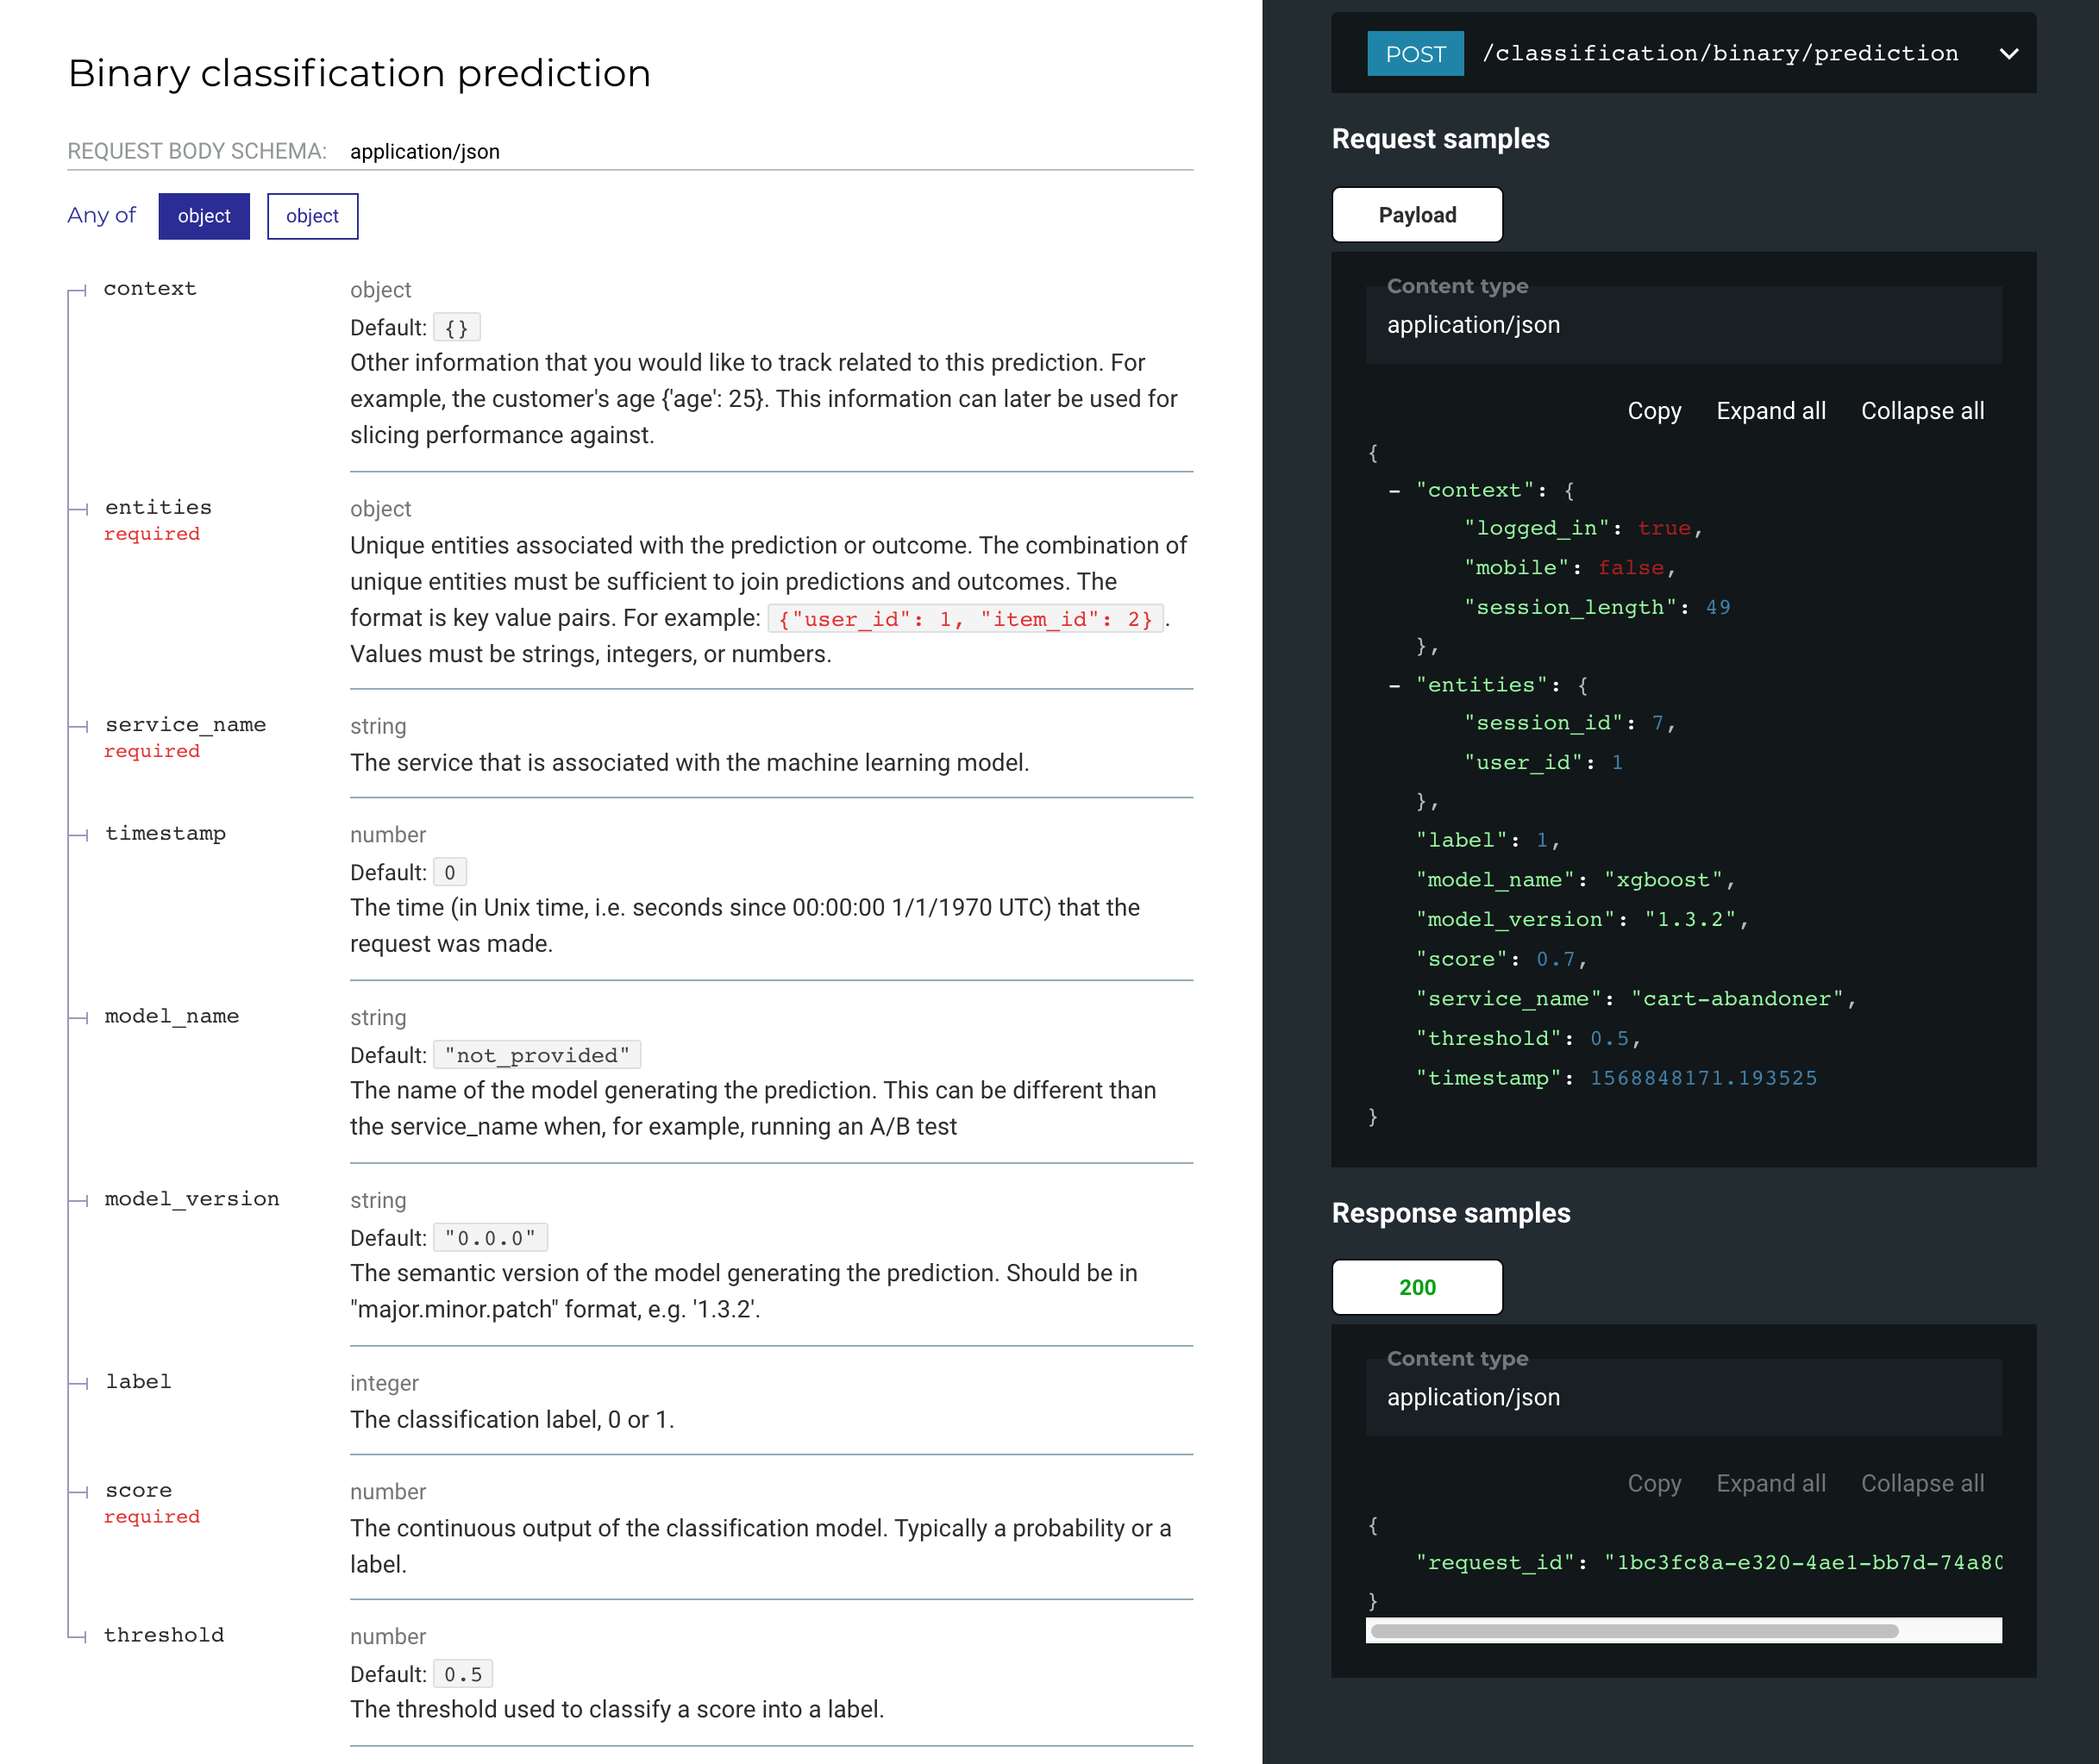 Binary classification prediction
REQUEST BODY SCHEMA: application/json
Any of object object
context
object
Default: {}
Other information that you would like to track related to this prediction. For
example, the customer's age {'age': 25}. This information can later be used for
slicing performance against.
entities
required
object
Unique entities associated with the prediction or outcome. The combination of
unique entities must be sufficient to join predictions and outcomes. The
format is key value pairs. For example: {"user_id": 1, "item_id": 2}.
Values must be strings, integers, or numbers.
service_name
required
string
The service that is associated with the machine learning model.
timestamp
number
Default: 0
The time (in Unix time, i.e. seconds since 00:00:00 1/1/1970 UTC) that the
request was made.
model_name
string
Default: "not_provided"
The name of the model generating the prediction. This can be different than
the service_name when, for example, running an A/B test
model_version
string
Default: "0.0.0"
The semantic version of the model generating the prediction. Should be in
"major.minor.patch" format, e.g. '1.3.2'.
label
integer
The classification label, 0 or 1.
score
required
number
The continuous output of the classification model. Typically a probability or a
label.
threshold
number
Default: 0.5
The threshold used to classify a score into a label.
POST /classification/binary/prediction
Request samples
Payload
Content type
application/json
Copy Expand all Collapse all
{
- "context": {
"logged_in": true,
"mobile": false,
"session_length": 49
},
- "entities": {
"session_id": 7,
"user_id": 1
},
"label": 1,
"model_name": "xgboost",
"model_version": "1.3.2",
"score": 0.7,
"service_name": "cart-abandoner",
"threshold": 0.5,
"timestamp": 1568848171.193525
}
Response samples
200
Content type
application/json
Copy Expand all Collapse all
{
"request_id": "1bc3fc8a-e320-4ae1-bb7d-74a80
}